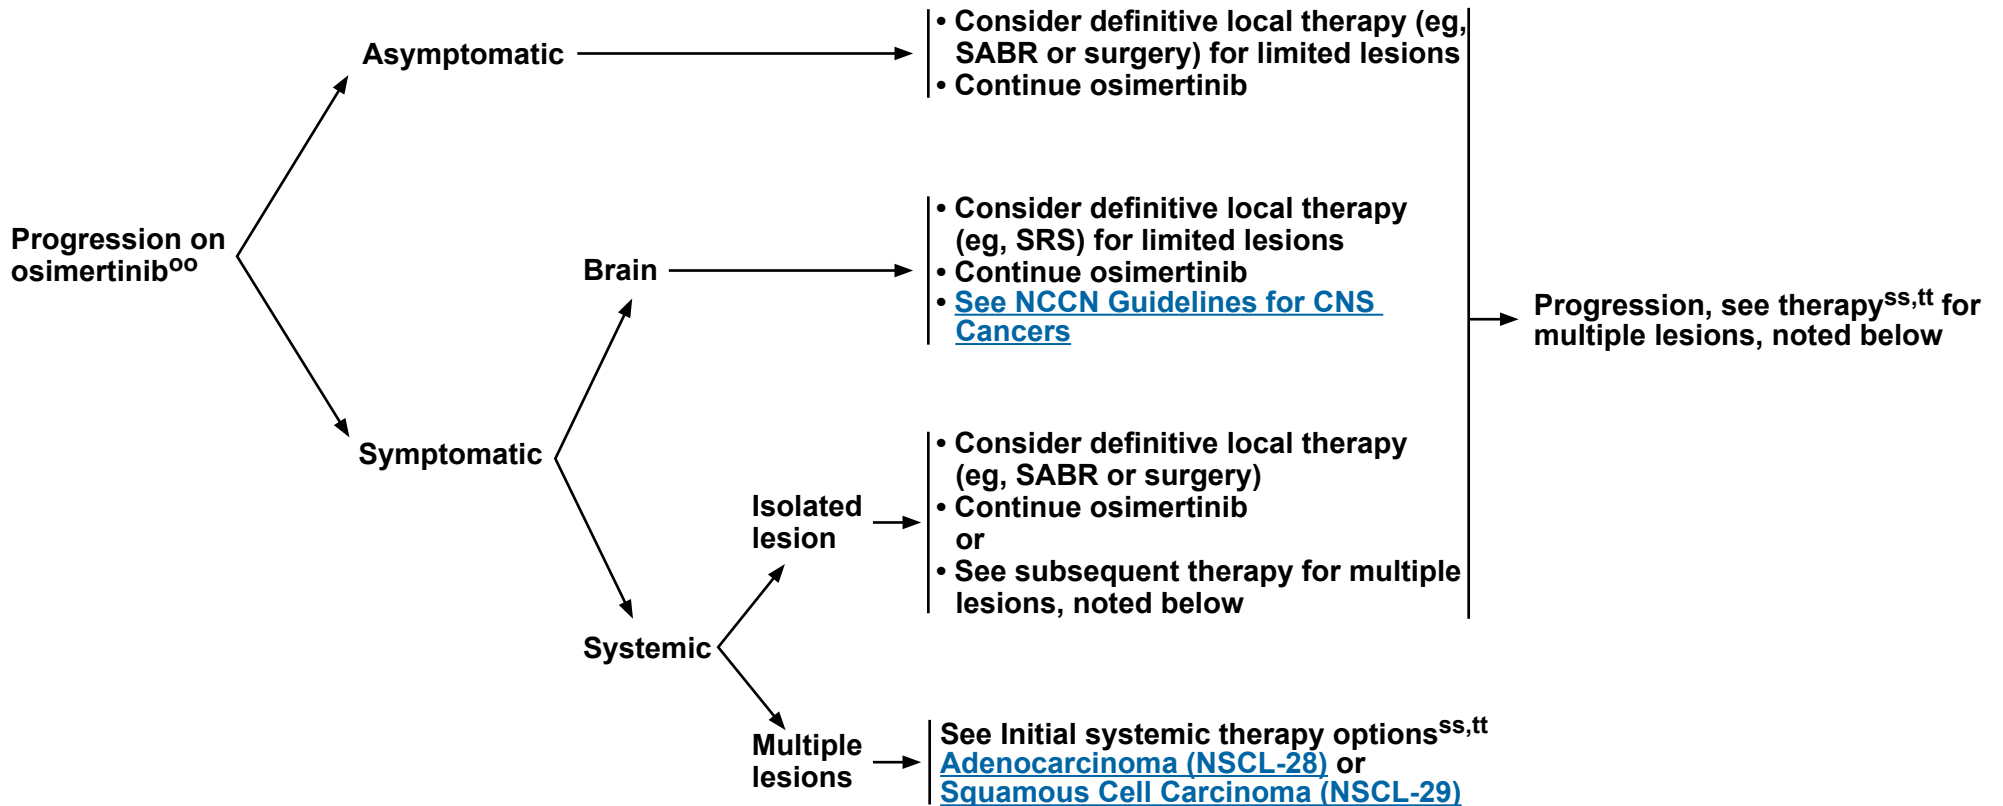 Progression on
osimertinib^oo
Asymptomatic
• Consider definitive local therapy (eg,
SABR or surgery) for limited lesions
• Continue osimertinib
Symptomatic
Brain
• Consider definitive local therapy
(eg, SRS) for limited lesions
• Continue osimertinib
• See NCCN Guidelines for CNS
Cancers
Systemic
Isolated
lesion
• Consider definitive local therapy
(eg, SABR or surgery)
• Continue osimertinib
or
• See subsequent therapy for multiple
lesions, noted below
Progression, see therapy^ss,tt for
multiple lesions, noted below
Multiple
lesions
See Initial systemic therapy options^ss,tt
Adenocarcinoma (NSCL-28) or
Squamous Cell Carcinoma (NSCL-29)